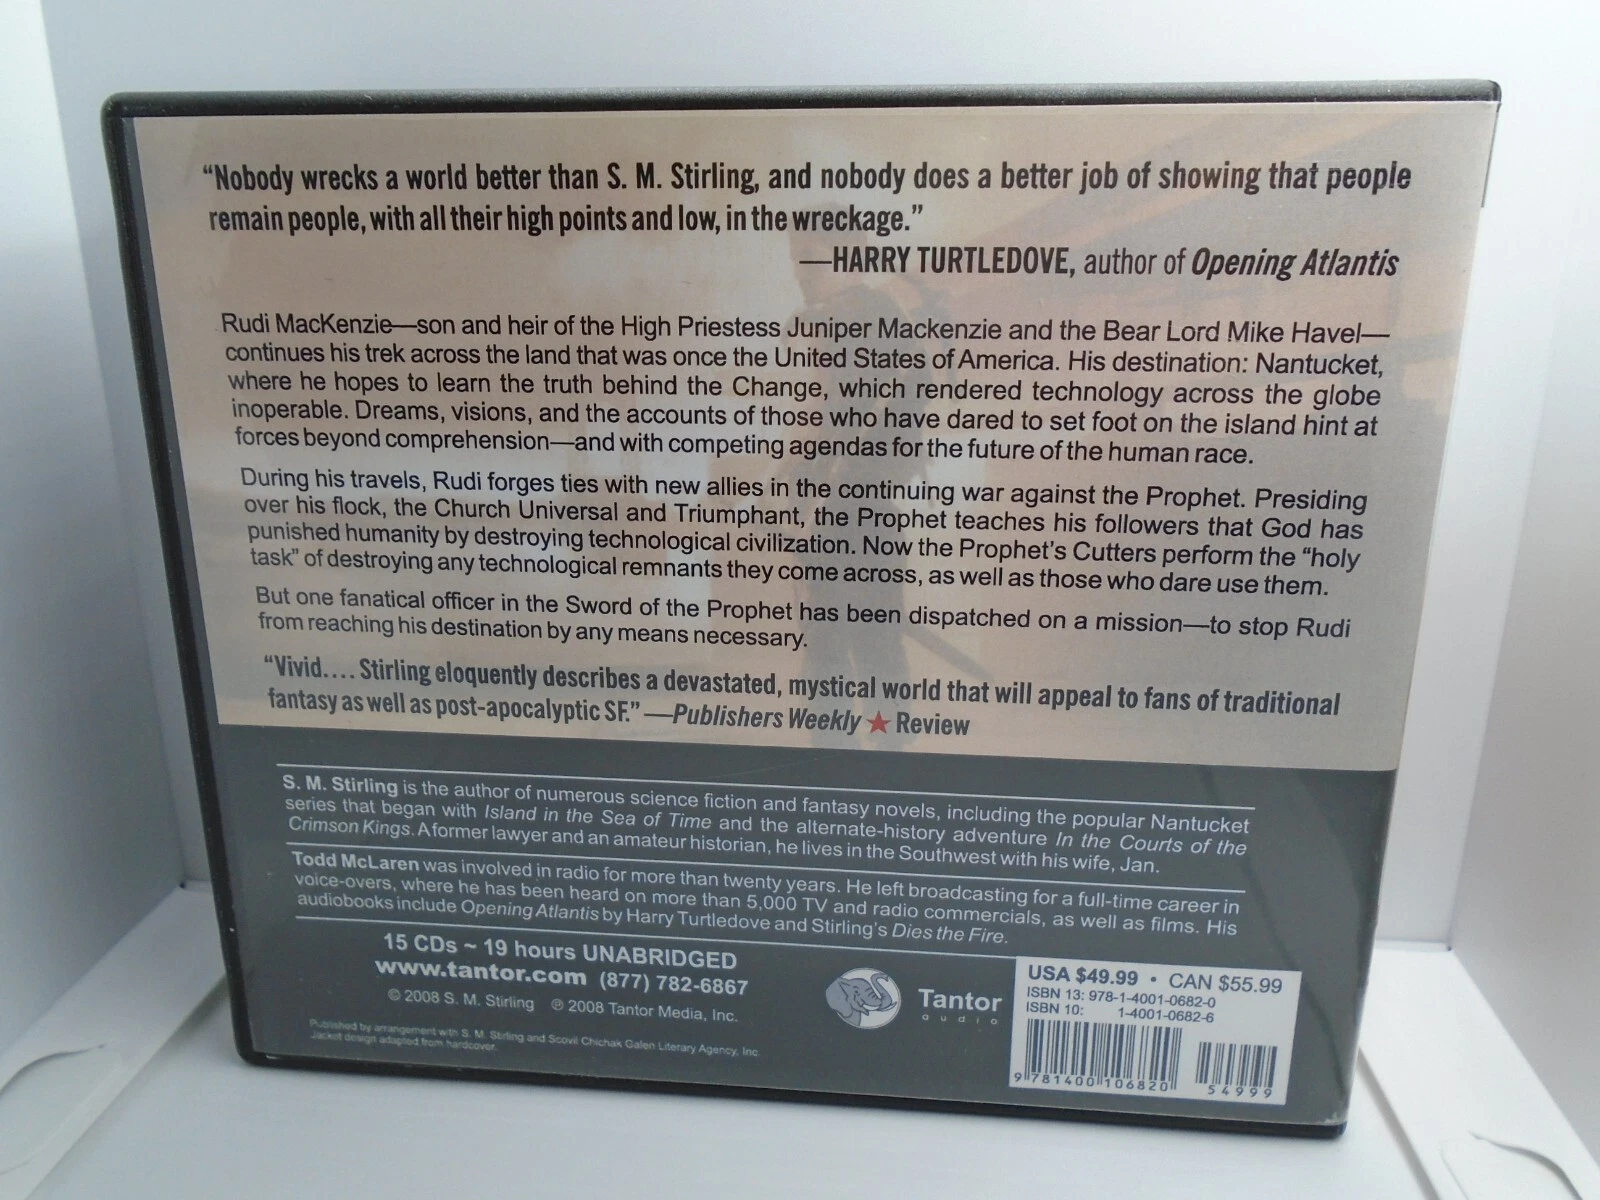 “Nobody wrecks a world better than S. M. Stirling, and nobody does a better job of showing that people
remain people, with all their high points and low, in the wreckage.”
—HARRY TURTLEDOVE, author of Opening Atlantis
Rudi MacKenzie—son and heir of the High Priestess Juniper Mackenzie and the Bear Lord Mike Havel—
continues his trek across the land that was once the United States of America. His destination: Nantucket,
where he hopes to learn the truth behind the Change, which rendered technology across the globe
inoperable. Dreams, visions, and the accounts of those who have dared to set foot on the island hint at
forces beyond comprehension—and with competing agendas for the future of the human race.
During his travels, Rudi forges ties with new allies in the continuing war against the Prophet. Presiding
over his flock, the Church Universal and Triumphant, the Prophet teaches his followers that God has
punished humanity by destroying technological civilization. Now the Prophet's Cutters perform the “holy
task” of destroying any technological remnants they come across, as well as those who dare use them.
But one fanatical officer in the Sword of the Prophet has been dispatched on a mission—to stop Rudi
from reaching his destination by any means necessary.
“Vivid.... Stirling eloquently describes a devastated, mystical world that will appeal to fans of traditional
fantasy as well as post-apocalyptic SF.” —Publishers Weekly ★ Review
S. M. Stirling is the author of numerous science fiction and fantasy novels, including the popular Nantucket
series that began with Island in the Sea of Time and the alternate-history adventure In the Courts of the
Crimson Kings. A former lawyer and an amateur historian, he lives in the Southwest with his wife, Jan.
Todd McLaren was involved in radio for more than twenty years. He left broadcasting for a full-time career in
voice-overs, where he has been heard on more than 5,000 TV and radio commercials, as well as films. His
audiobooks include Opening Atlantis by Harry Turtledove and Stirling's Dies the Fire.
15 CDs ~ 19 hours UNABRIDGED
www.tantor.com (877) 782-6867
© 2008 S. M. Stirling ℗ 2008 Tantor Media, Inc.
Published by arrangement with S. M. Stirling and Scovil Chichak Galen Literary Agency, Inc.
Jacket design adapted from hardcover.
Tantor
audio
USA $49.99 • CAN $55.99
ISBN 13: 978-1-4001-0682-0
ISBN 10: 1-4001-0682-6
9 781400 106820
54999